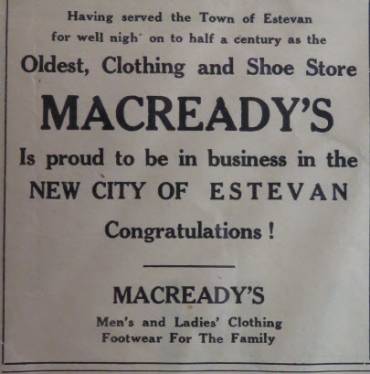 Having served the Town of Estevan
for well nigh on to half a century as the
Oldest, Clothing and Shoe Store
MACREADY'S
Is proud to be in business in the
NEW CITY OF ESTEVAN
Congratulations !
MACREADY'S
Men's and Ladies' Clothing
Footwear For The Family